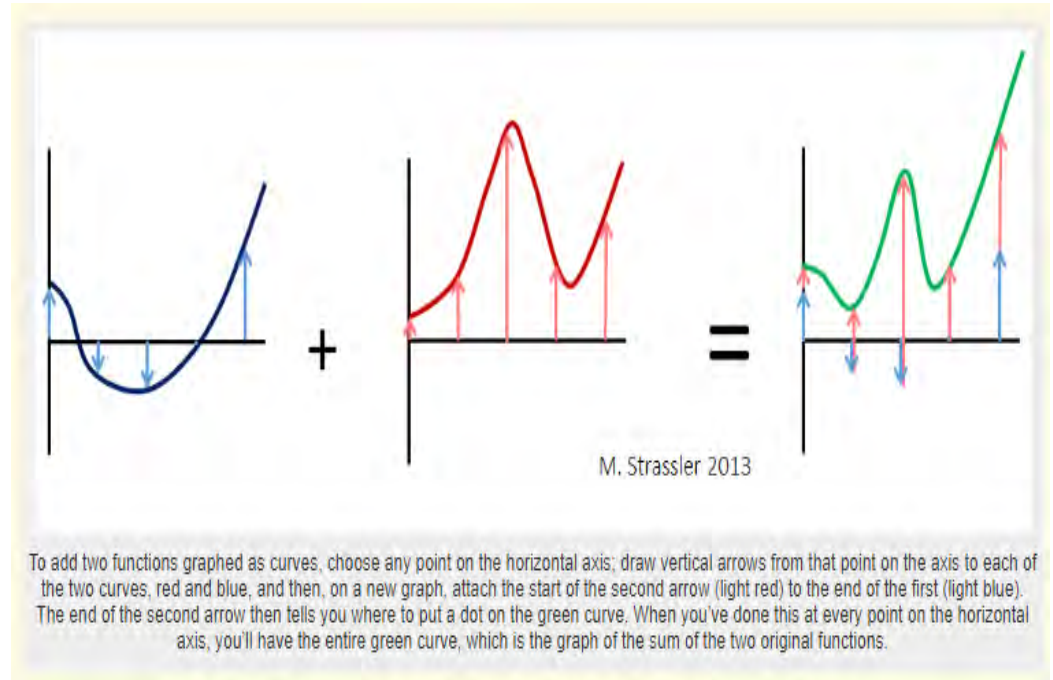 +
=
M. Strassler 2013
To add two functions graphed as curves, choose any point on the horizontal axis; draw vertical arrows from that point on the axis to each of
the two curves, red and blue, and then, on a new graph, attach the start of the second arrow (light red) to the end of the first (light blue).
The end of the second arrow then tells you where to put a dot on the green curve. When you've done this at every point on the horizontal
axis, you'll have the entire green curve, which is the graph of the sum of the two original functions.